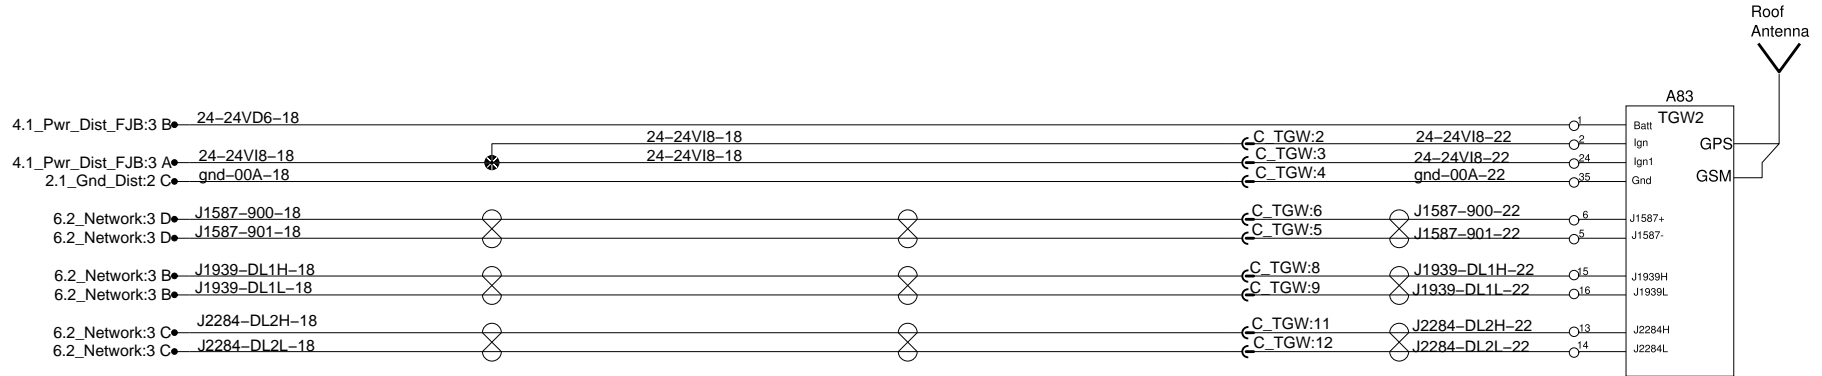 Roof
Antenna
A83
TGW2
4.1_Pwr_Dist_FJB:3 B 24-24VD6-18 1 Batt
24-24VI8-18 C_TGW:2 24-24VI8-22 2 Ign GPS
4.1_Pwr_Dist_FJB:3 A 24-24VI8-18 24-24VI8-18 C_TGW:3 24-24VI8-22 24 Ign1
2.1_Gnd_Dist:2 C gnd-00A-18 C_TGW:4 gnd-00A-22 35 Gnd GSM
6.2_Network:3 D J1587-900-18 C_TGW:6 J1587-900-22 6 J1587+
6.2_Network:3 D J1587-901-18 C_TGW:5 J1587-901-22 5 J1587-
6.2_Network:3 B J1939-DL1H-18 C_TGW:8 J1939-DL1H-22 15 J1939H
6.2_Network:3 B J1939-DL1L-18 C_TGW:9 J1939-DL1L-22 16 J1939L
6.2_Network:3 C J2284-DL2H-18 C_TGW:11 J2284-DL2H-22 13 J2284H
6.2_Network:3 C J2284-DL2L-18 C_TGW:12 J2284-DL2L-22 14 J2284L